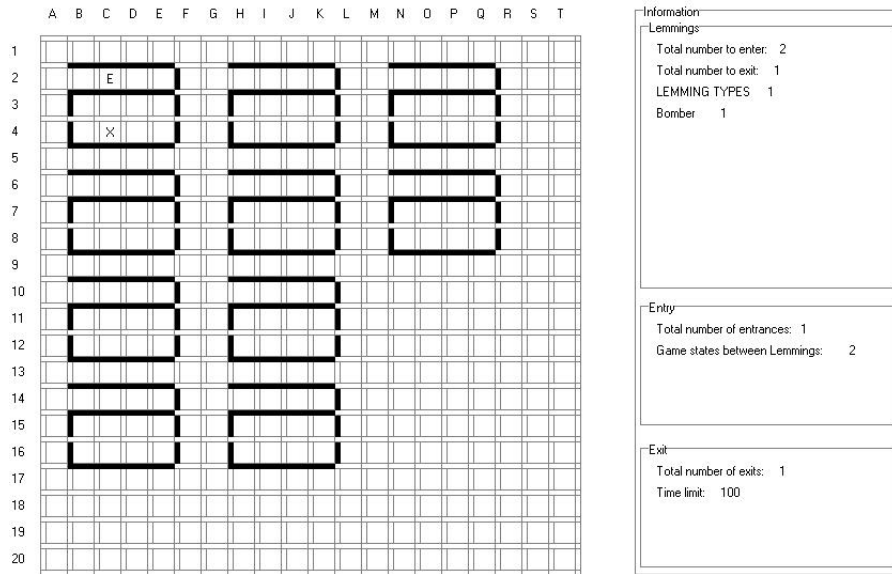 A B C D E F G H I J K L M N O P Q R S T
1
2 E
3
4 X
5
6
7
8
9
10
11
12
13
14
15
16
17
18
19
20
Information
Lemmings
Total number to enter: 2
Total number to exit: 1
LEMMING TYPES 1
Bomber 1
Entry
Total number of entrances: 1
Game states between Lemmings: 2
Exit
Total number of exits: 1
Time limit: 100